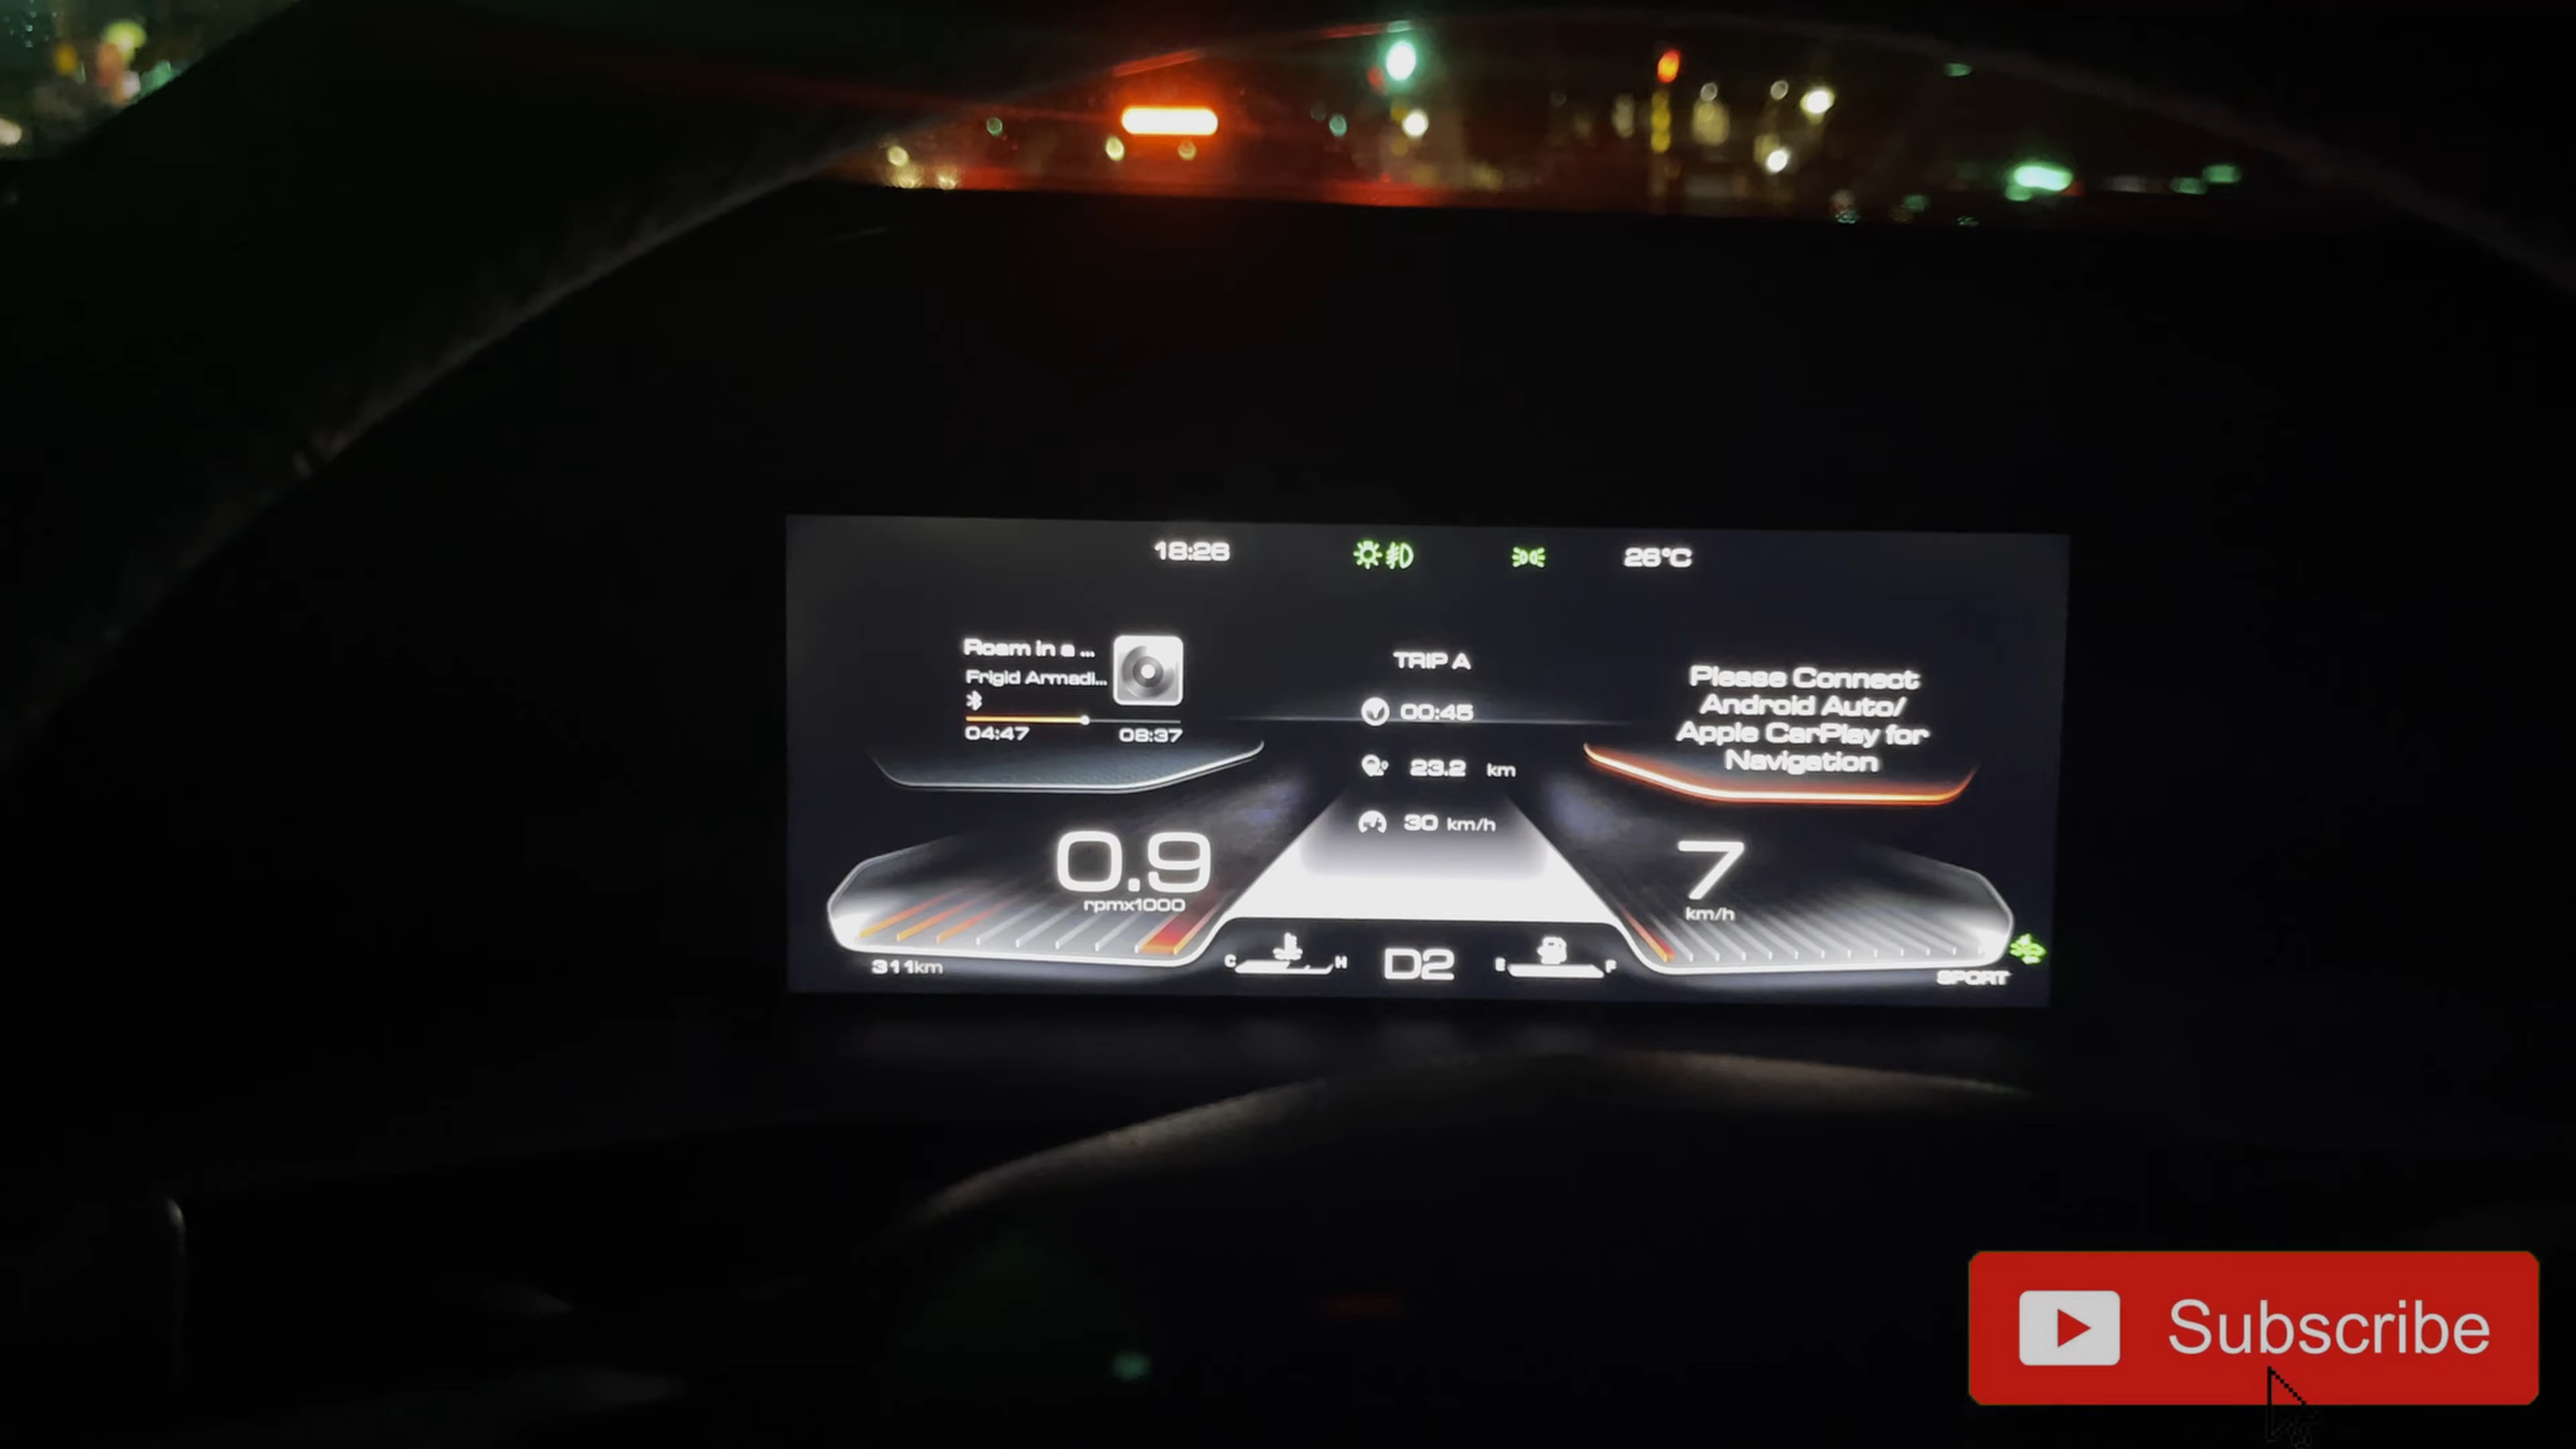 18:26
26°C
Roam in a ...
Frigid Armadi...
04:47 08:37
TRIP A
00:45
23.2 km
30 km/h
Please Connect
Android Auto/
Apple CarPlay for
Navigation
0.9
rpmx1000
7
km/h
311km
C H
D2
E F
SPORT
Subscribe